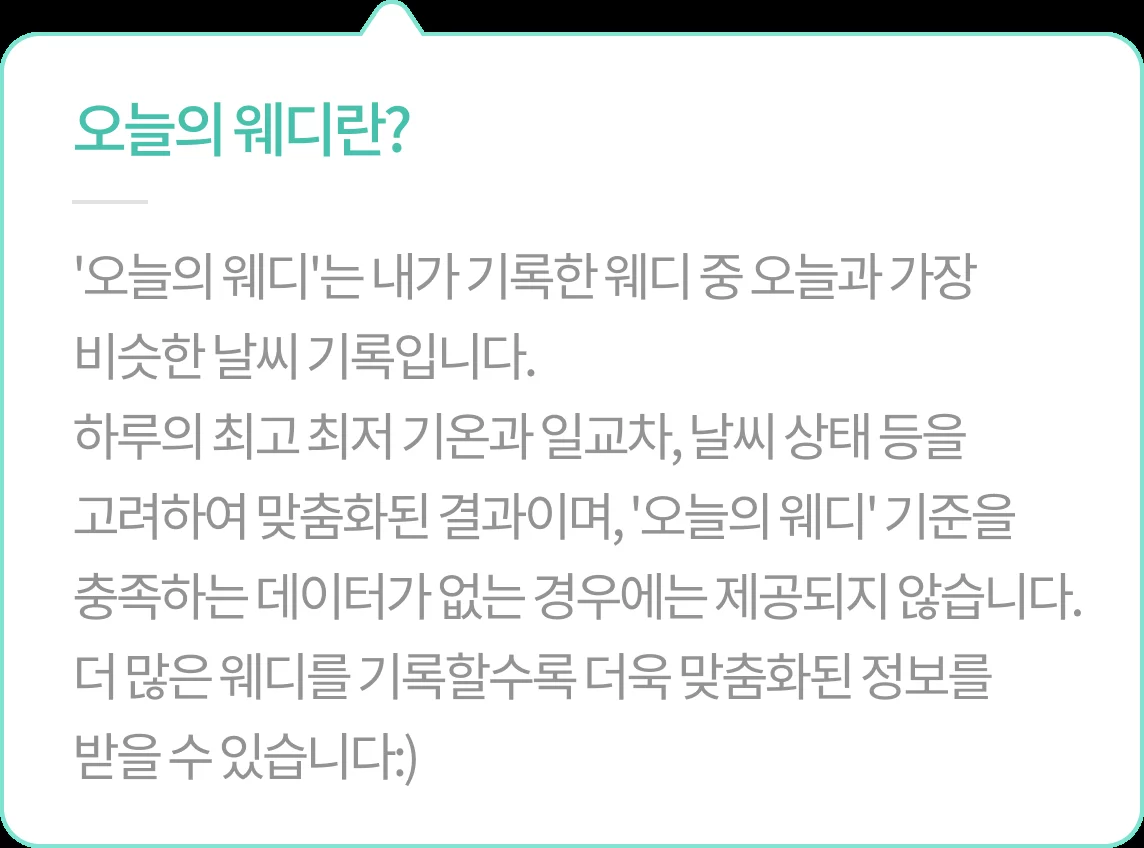 오늘의 웨디란?
'오늘의 웨디'는 내가 기록한 웨디 중 오늘과 가장
비슷한 날씨 기록입니다.
하루의 최고 최저 기온과 일교차, 날씨 상태 등을
고려하여 맞춤화된 결과이며, '오늘의 웨디' 기준을
충족하는 데이터가 없는 경우에는 제공되지 않습니다.
더 많은 웨디를 기록할수록 더욱 맞춤화된 정보를
받을 수 있습니다:)